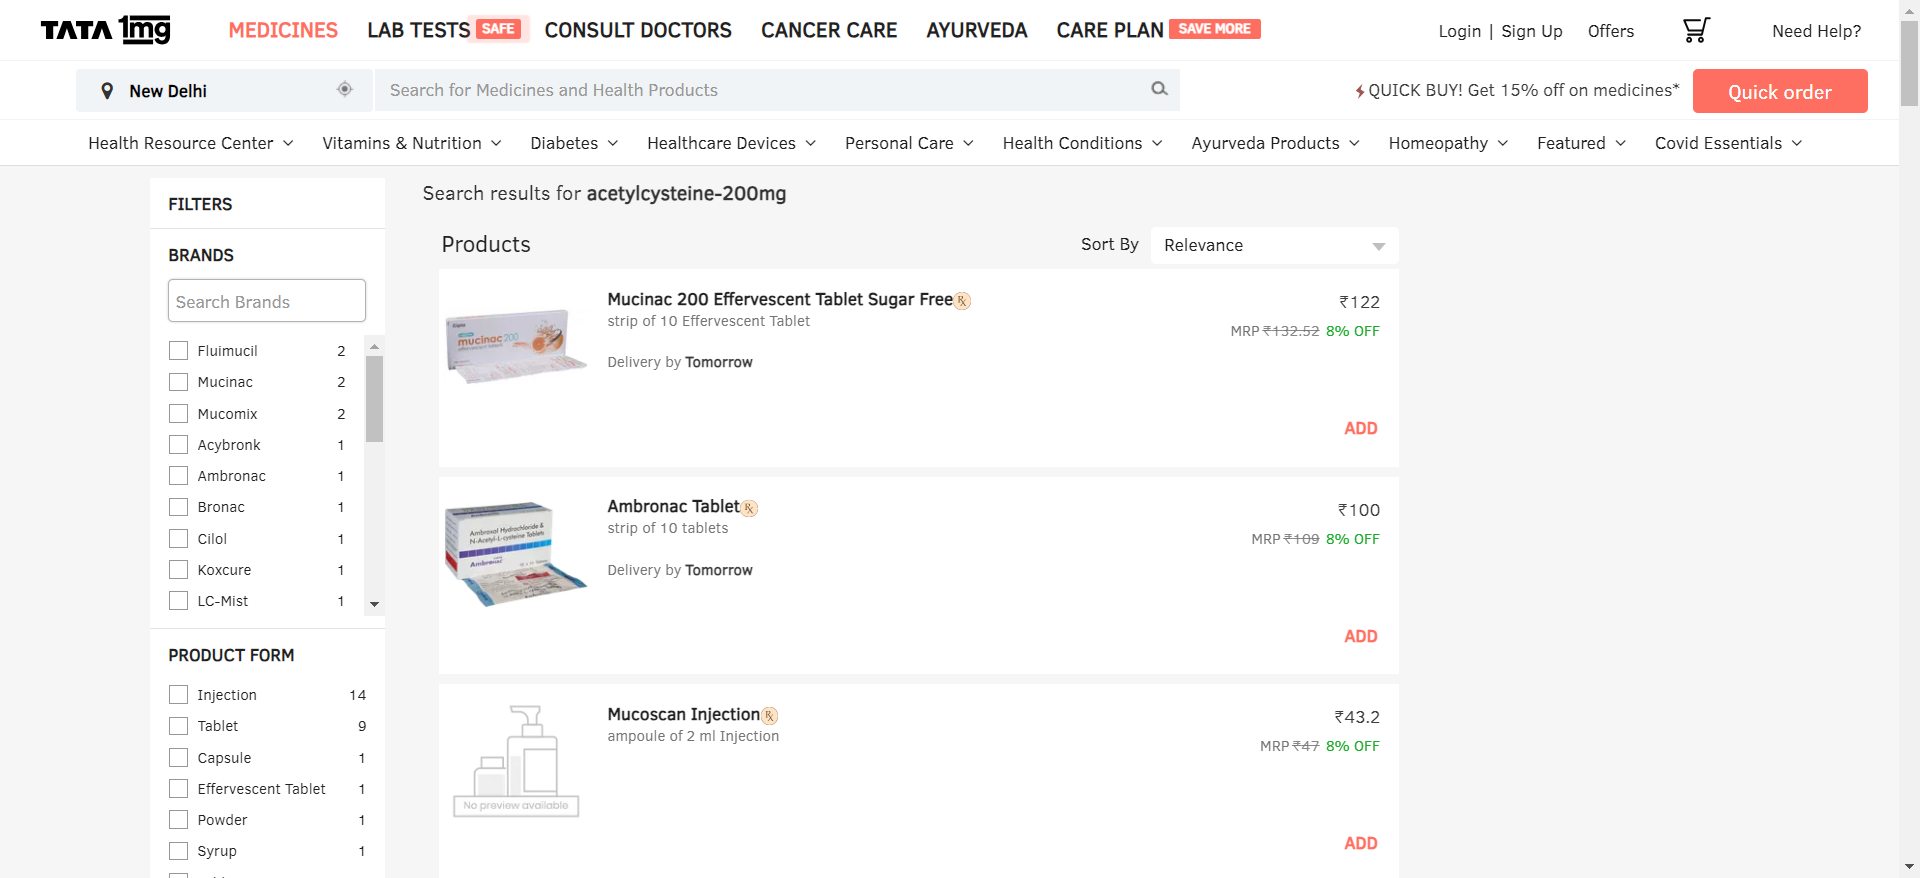 TATA 1mg
MEDICINES LAB TESTS SAFE CONSULT DOCTORS CANCER CARE AYURVEDA CARE PLAN SAVE MORE Login | Sign Up Offers Need Help?
New Delhi Search for Medicines and Health Products QUICK BUY! Get 15% off on medicines* Quick order
Health Resource Center Vitamins & Nutrition Diabetes Healthcare Devices Personal Care Health Conditions Ayurveda Products Homeopathy Featured Covid Essentials
FILTERS
BRANDS
Search Brands
Fluimucil 2
Mucinac 2
Mucomix 2
Acybronk 1
Ambronac 1
Bronac 1
Cilol 1
Koxcure 1
LC-Mist 1
PRODUCT FORM
Injection 14
Tablet 9
Capsule 1
Effervescent Tablet 1
Powder 1
Syrup 1
Search results for acetylcysteine-200mg
Products Sort By Relevance
mucinac 200
Mucinac 200 Effervescent Tablet Sugar Free Rx
strip of 10 Effervescent Tablet
Delivery by Tomorrow
₹122
MRP ₹132.52 8% OFF
ADD
Ambroxol Hydrochloride &
N-Acetyl-L-cysteine Tablets
Ambronac
Ambronac Tablet Rx
strip of 10 tablets
Delivery by Tomorrow
₹100
MRP ₹109 8% OFF
ADD
No preview available
Mucoscan Injection Rx
ampoule of 2 ml Injection
₹43.2
MRP ₹47 8% OFF
ADD